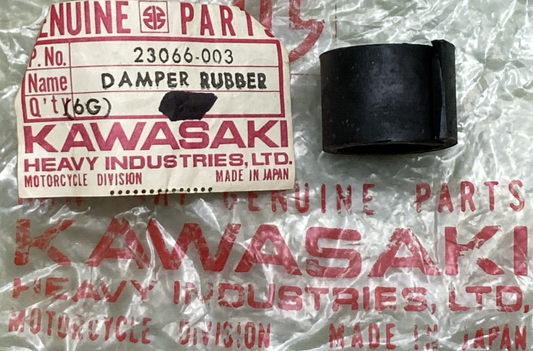 GENUINE PARTS
P.No. 23066-003
Name DAMPER RUBBER
Q'ty (6G)
KAWASAKI
HEAVY INDUSTRIES, LTD.
MOTORCYCLE DIVISION MADE IN JAPAN
GENUINE PARTS
KAWASAKI
HEAVY INDUSTRIES, LTD.
MOTORCYCLE DIVISION MADE IN JAPAN